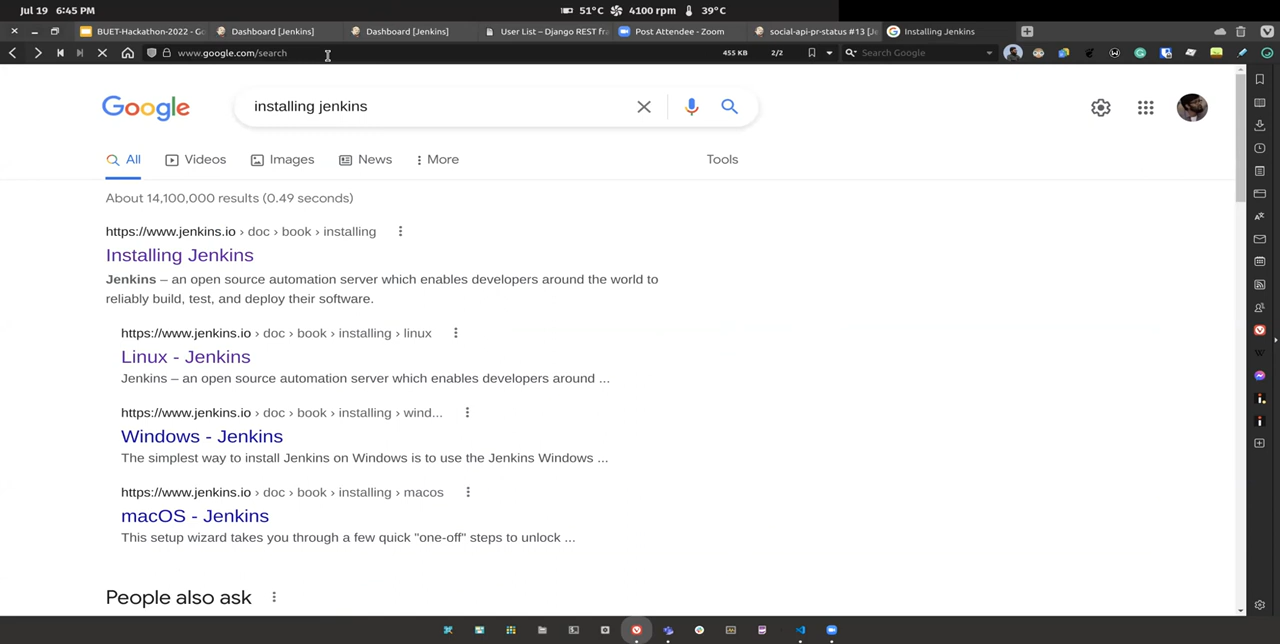 Jul 19 6:45 PM
51°C 4100 rpm 39°C
BUET-Hackathon-2022 - Go
Dashboard [Jenkins]
Dashboard [Jenkins]
User List – Django REST fra
Post Attendee - Zoom
social-api-pr-status #13 [Je
Installing Jenkins
www.google.com/search
455 KB
2/2
Search Google
Google
installing jenkins
All
Videos
Images
News
More
Tools
About 14,100,000 results (0.49 seconds)
https://www.jenkins.io › doc › book › installing
Installing Jenkins
Jenkins – an open source automation server which enables developers around the world to
reliably build, test, and deploy their software.
https://www.jenkins.io › doc › book › installing › linux
Linux - Jenkins
Jenkins – an open source automation server which enables developers around ...
https://www.jenkins.io › doc › book › installing › wind...
Windows - Jenkins
The simplest way to install Jenkins on Windows is to use the Jenkins Windows ...
https://www.jenkins.io › doc › book › installing › macos
macOS - Jenkins
This setup wizard takes you through a few quick "one-off" steps to unlock ...
People also ask